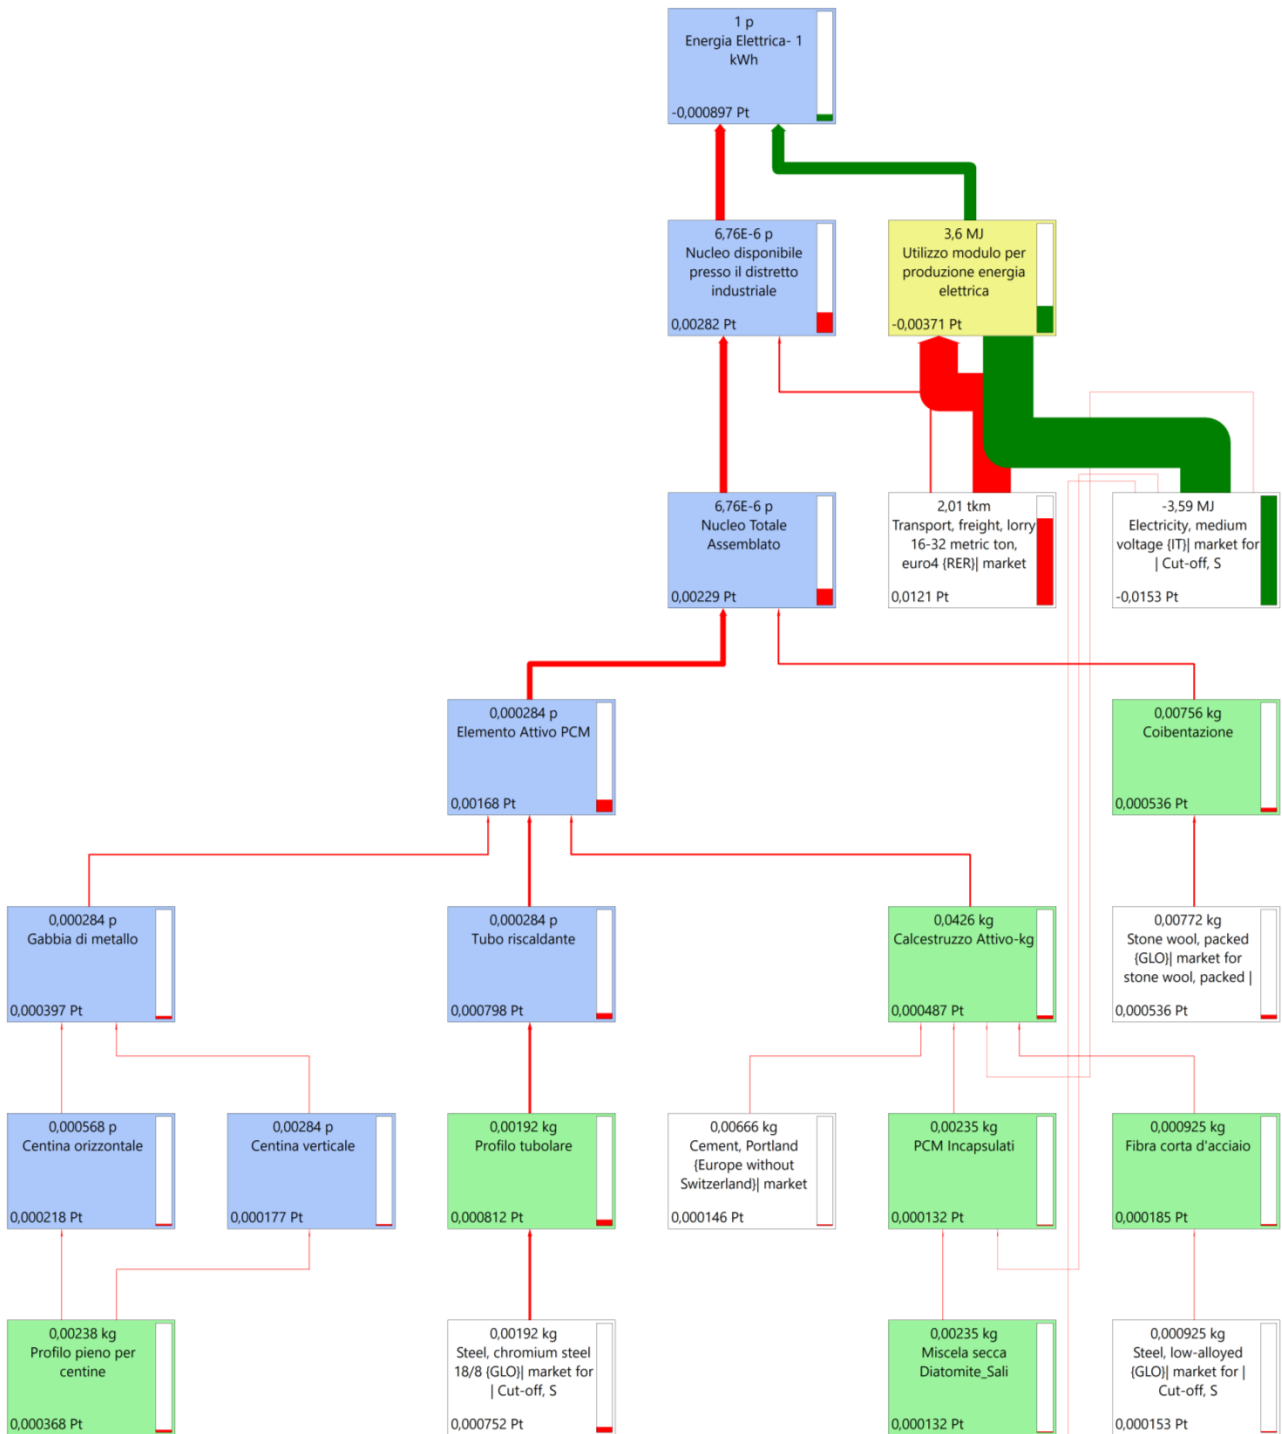 1 p
Energia Elettrica- 1
kWh
-0,000897 Pt
6,76E-6 p
Nucleo disponibile
presso il distretto
industriale
0,00282 Pt
3,6 MJ
Utilizzo modulo per
produzione energia
elettrica
-0,00371 Pt
6,76E-6 p
Nucleo Totale
Assemblato
0,00229 Pt
2,01 tkm
Transport, freight, lorry
16-32 metric ton,
euro4 {RER}| market
0,0121 Pt
-3,59 MJ
Electricity, medium
voltage {IT}| market for
| Cut-off, S
-0,0153 Pt
0,000284 p
Elemento Attivo PCM
0,00168 Pt
0,00756 kg
Coibentazione
0,000536 Pt
0,000284 p
Gabbia di metallo
0,000397 Pt
0,000284 p
Tubo riscaldante
0,000798 Pt
0,0426 kg
Calcestruzzo Attivo-kg
0,000487 Pt
0,00772 kg
Stone wool, packed
{GLO}| market for
stone wool, packed |
0,000536 Pt
0,000568 p
Centina orizzontale
0,000218 Pt
0,00284 p
Centina verticale
0,000177 Pt
0,00192 kg
Profilo tubolare
0,000812 Pt
0,00666 kg
Cement, Portland
{Europe without
Switzerland}| market
0,000146 Pt
0,00235 kg
PCM Incapsulati
0,000132 Pt
0,000925 kg
Fibra corta d'acciaio
0,000185 Pt
0,00238 kg
Profilo pieno per
centine
0,000368 Pt
0,00192 kg
Steel, chromium steel
18/8 {GLO}| market for
| Cut-off, S
0,000752 Pt
0,00235 kg
Miscela secca
Diatomite_Sali
0,000132 Pt
0,000925 kg
Steel, low-alloyed
{GLO}| market for |
Cut-off, S
0,000153 Pt